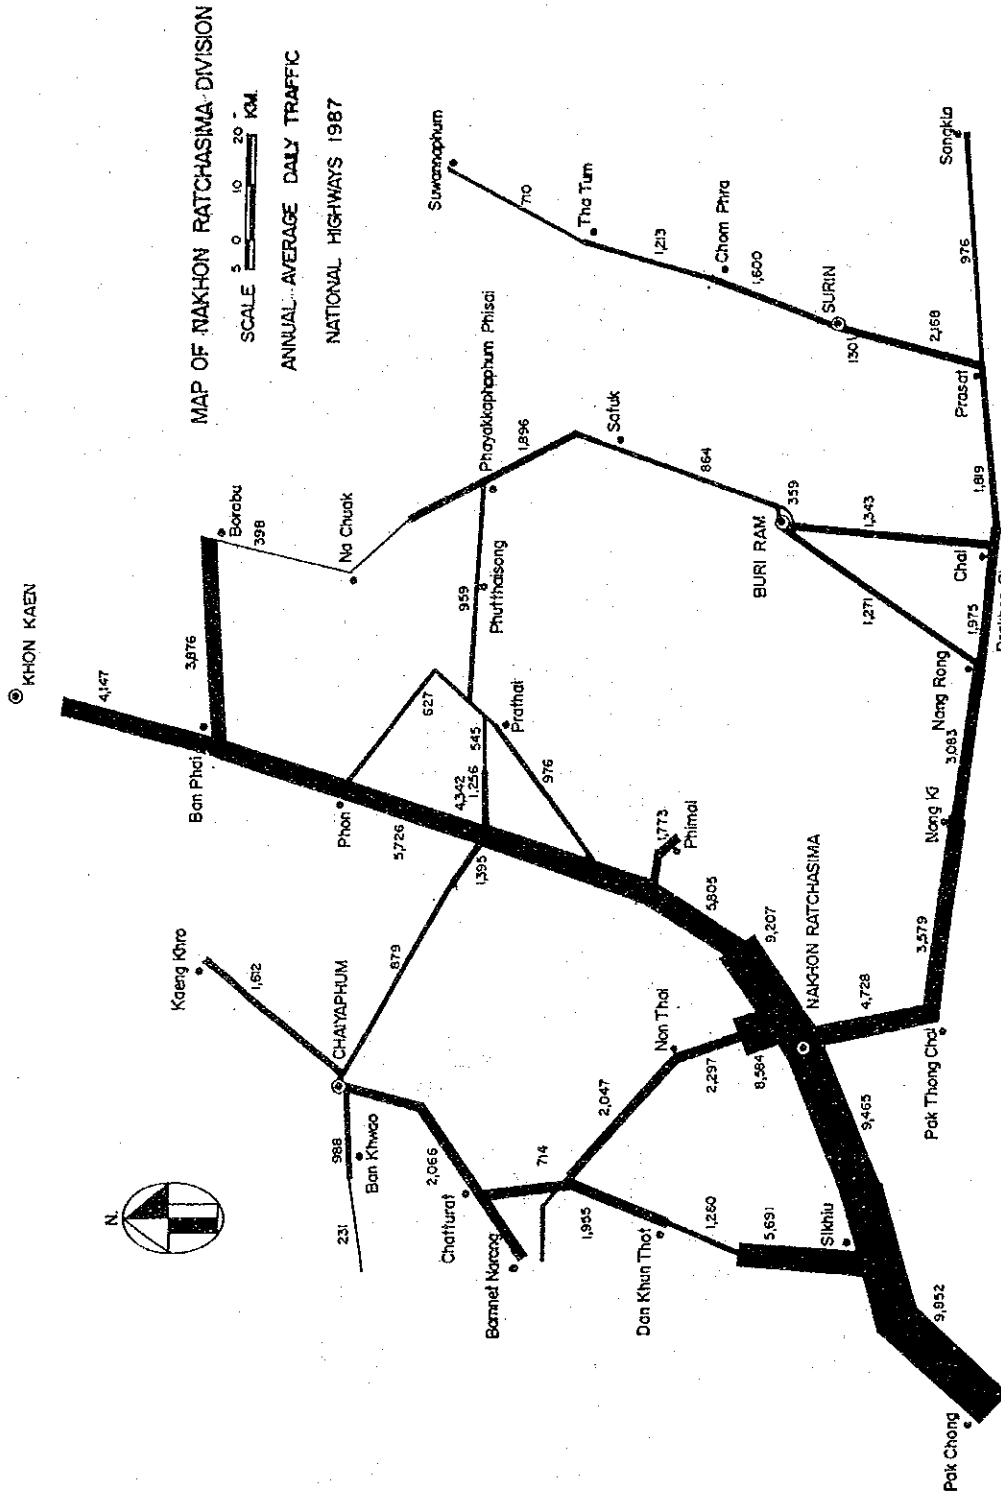 MAP OF NAKHON RATCHASIMA DIVISION
SCALE 5 0 10 20 KM.
ANNUAL AVERAGE DAILY TRAFFIC
NATIONAL HIGHWAYS 1987
N.
KHON KAEN
4,147
Ban Phai
3,876
Borabu
398
Na Chuak
Phayakkaphaphum Phisai
1,896
Satuk
864
359
BURI RAM
1,343
1,271
Suwannaphum
710
Tha Tum
1,213
Chom Phra
1,600
SURIN
1301
2,168
Prasat
976
Sangkla
1,819
Chai
1,975
Nang Rong
3,083
Nong Ki
3,579
Pak Thong Chai
4,728
NAKHON RATCHASIMA
9,207
5,805
1,773
Phimai
976
Prathai
545
1,256
4,342
959
Phutthaisong
627
Phon
5,726
1,395
879
Kaeng Khro
1,612
CHAIYAPHUM
988
Ban Khwao
231
2,066
Chatturat
Bamnet Narong
714
1,955
2,047
Non Thai
2,297
8,584
Dan Khun Thot
1,260
5,691
Sikhiu
9,465
9,852
Pak Chong